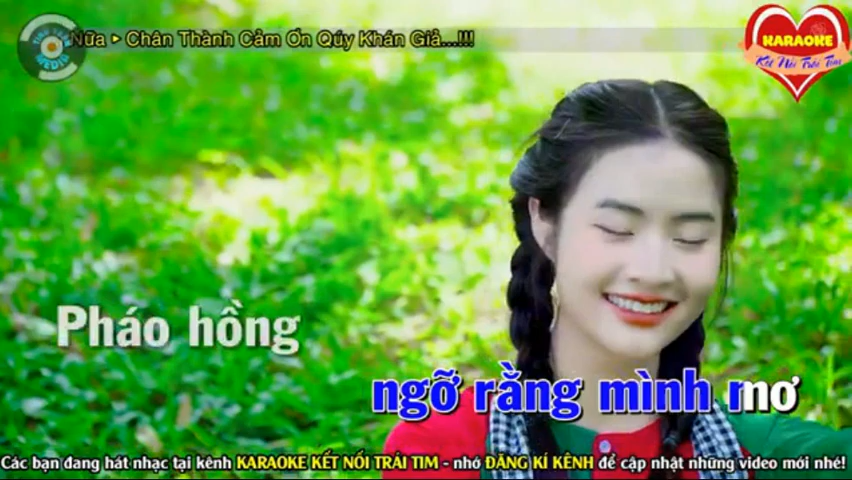 Nữa ▸ Chân Thành Cảm Ơn Qúy Khán Giả...!!!
KARAOKE
Kết Nối Trái Tim
MEDIA
Pháo hồng
ngỡ rằng mình mơ
Các bạn đang hát nhạc tại kênh KARAOKE KẾT NỐI TRÁI TIM - nhớ ĐĂNG KÍ KÊNH để cập nhật những video mới nhé!